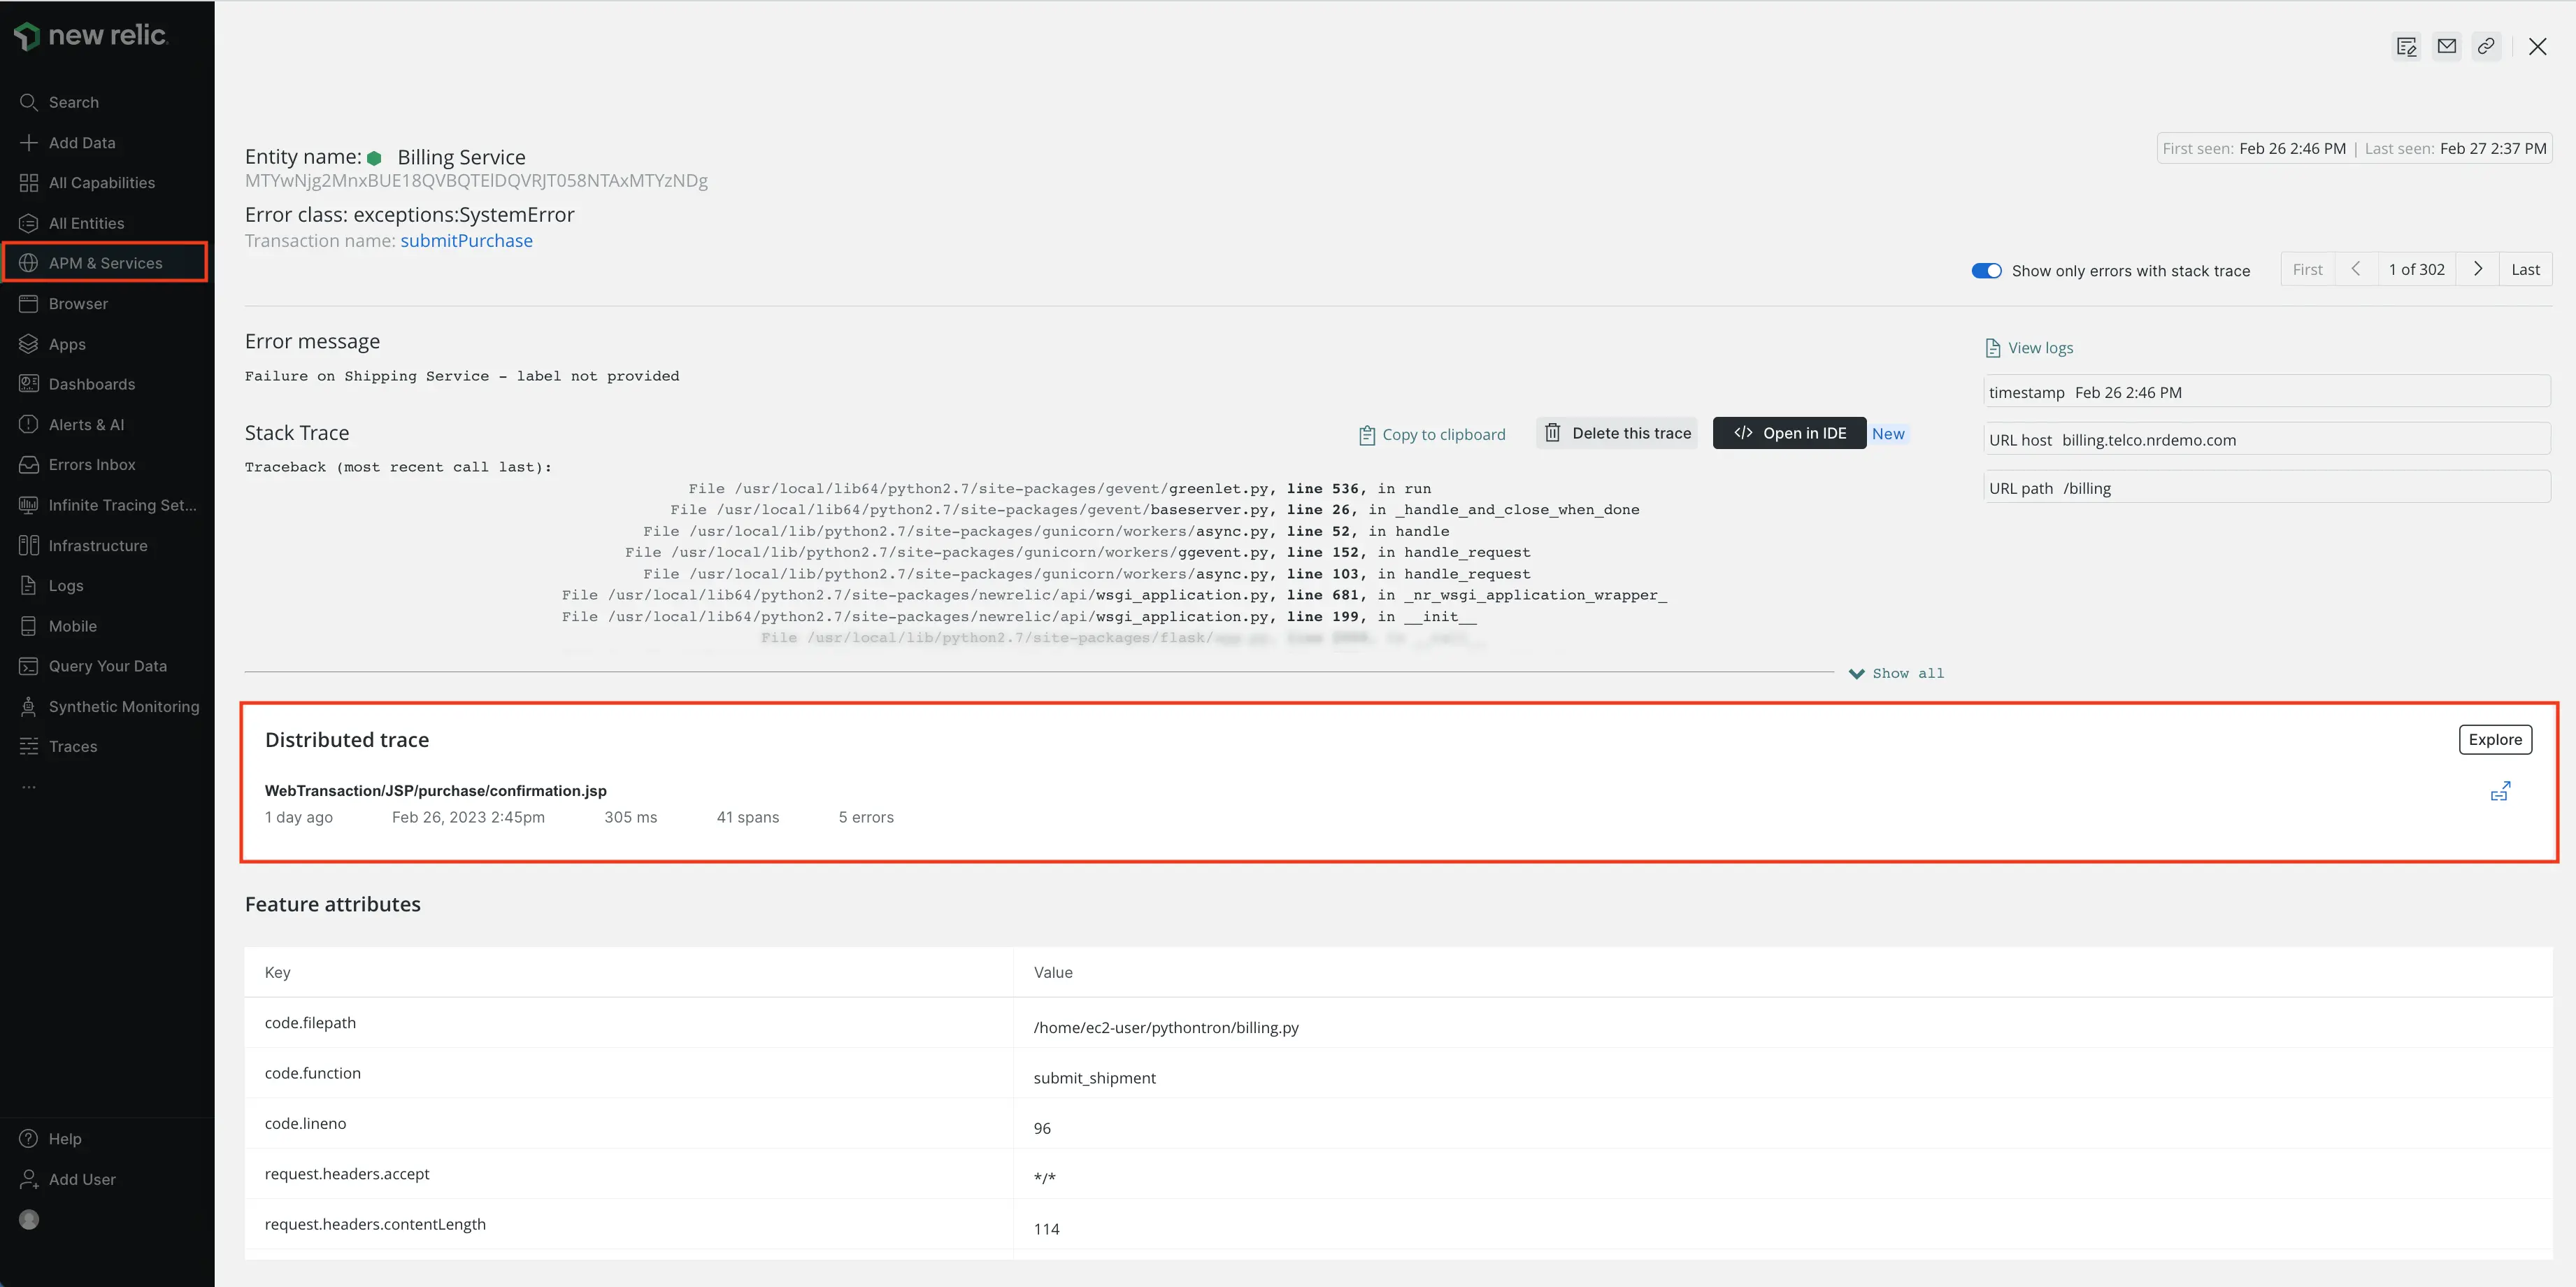 new relic.
Search
Add Data
All Capabilities
All Entities
APM & Services
Browser
Apps
Dashboards
Alerts & AI
Errors Inbox
Infinite Tracing Set...
Infrastructure
Logs
Mobile
Query Your Data
Synthetic Monitoring
Traces
...
Help
Add User
Entity name: Billing Service
First seen: Feb 26 2:46 PM | Last seen: Feb 27 2:37 PM
Error class: exceptions:SystemError
Transaction name: submitPurchase
Show only errors with stack trace First 1 of 302 Last
Error message
Failure on Shipping Service - label not provided
View logs
timestamp Feb 26 2:46 PM
URL host billing.telco.nrdemo.com
URL path /billing
Stack Trace Copy to clipboard Delete this trace </> Open in IDE New
Traceback (most recent call last):
File /usr/local/lib64/python2.7/site-packages/gevent/greenlet.py, line 536, in run
File /usr/local/lib64/python2.7/site-packages/gevent/baseserver.py, line 26, in _handle_and_close_when_done
File /usr/local/lib/python2.7/site-packages/gunicorn/workers/async.py, line 52, in handle
File /usr/local/lib/python2.7/site-packages/gunicorn/workers/ggevent.py, line 152, in handle_request
File /usr/local/lib/python2.7/site-packages/gunicorn/workers/async.py, line 103, in handle_request
File /usr/local/lib64/python2.7/site-packages/newrelic/api/wsgi_application.py, line 681, in _nr_wsgi_application_wrapper_
File /usr/local/lib64/python2.7/site-packages/newrelic/api/wsgi_application.py, line 199, in __init__
File /usr/local/lib/python2.7/site-packages/flask/
Show all
Distributed trace Explore
WebTransaction/JSP/purchase/confirmation.jsp
1 day ago Feb 26, 2023 2:45pm 305 ms 41 spans 5 errors
Feature attributes
Key Value
code.filepath /home/ec2-user/pythontron/billing.py
code.function submit_shipment
code.lineno 96
request.headers.accept */*
request.headers.contentLength 114